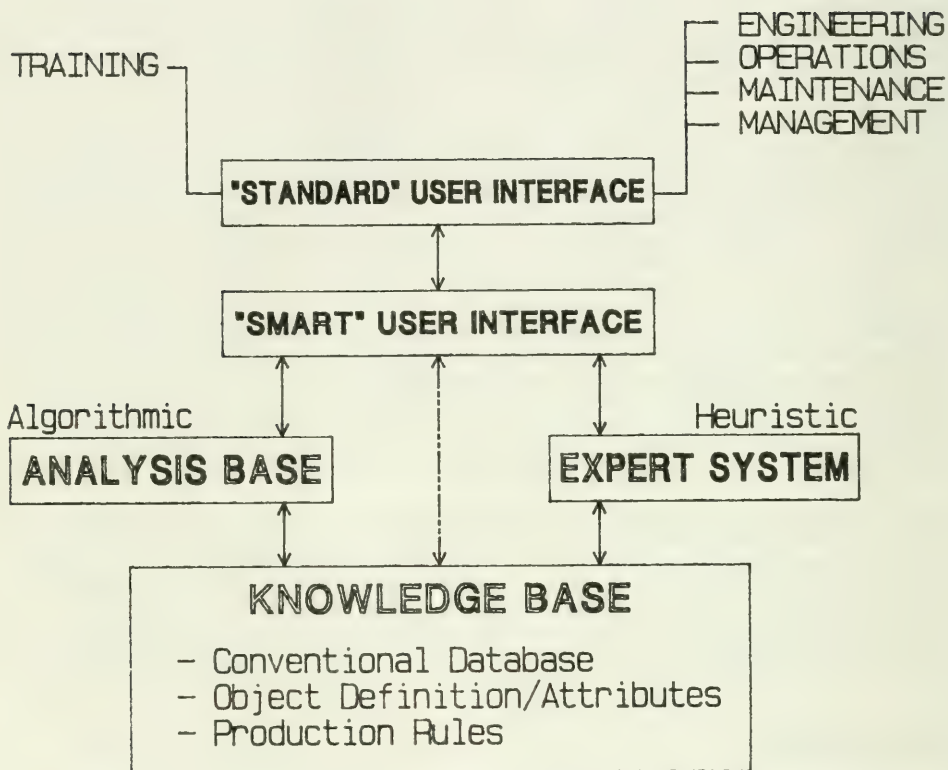 TRAINING
ENGINEERING
OPERATIONS
MAINTENANCE
MANAGEMENT
"STANDARD" USER INTERFACE
"SMART" USER INTERFACE
Algorithmic
ANALYSIS BASE
Heuristic
EXPERT SYSTEM
KNOWLEDGE BASE
- Conventional Database
- Object Definition/Attributes
- Production Rules